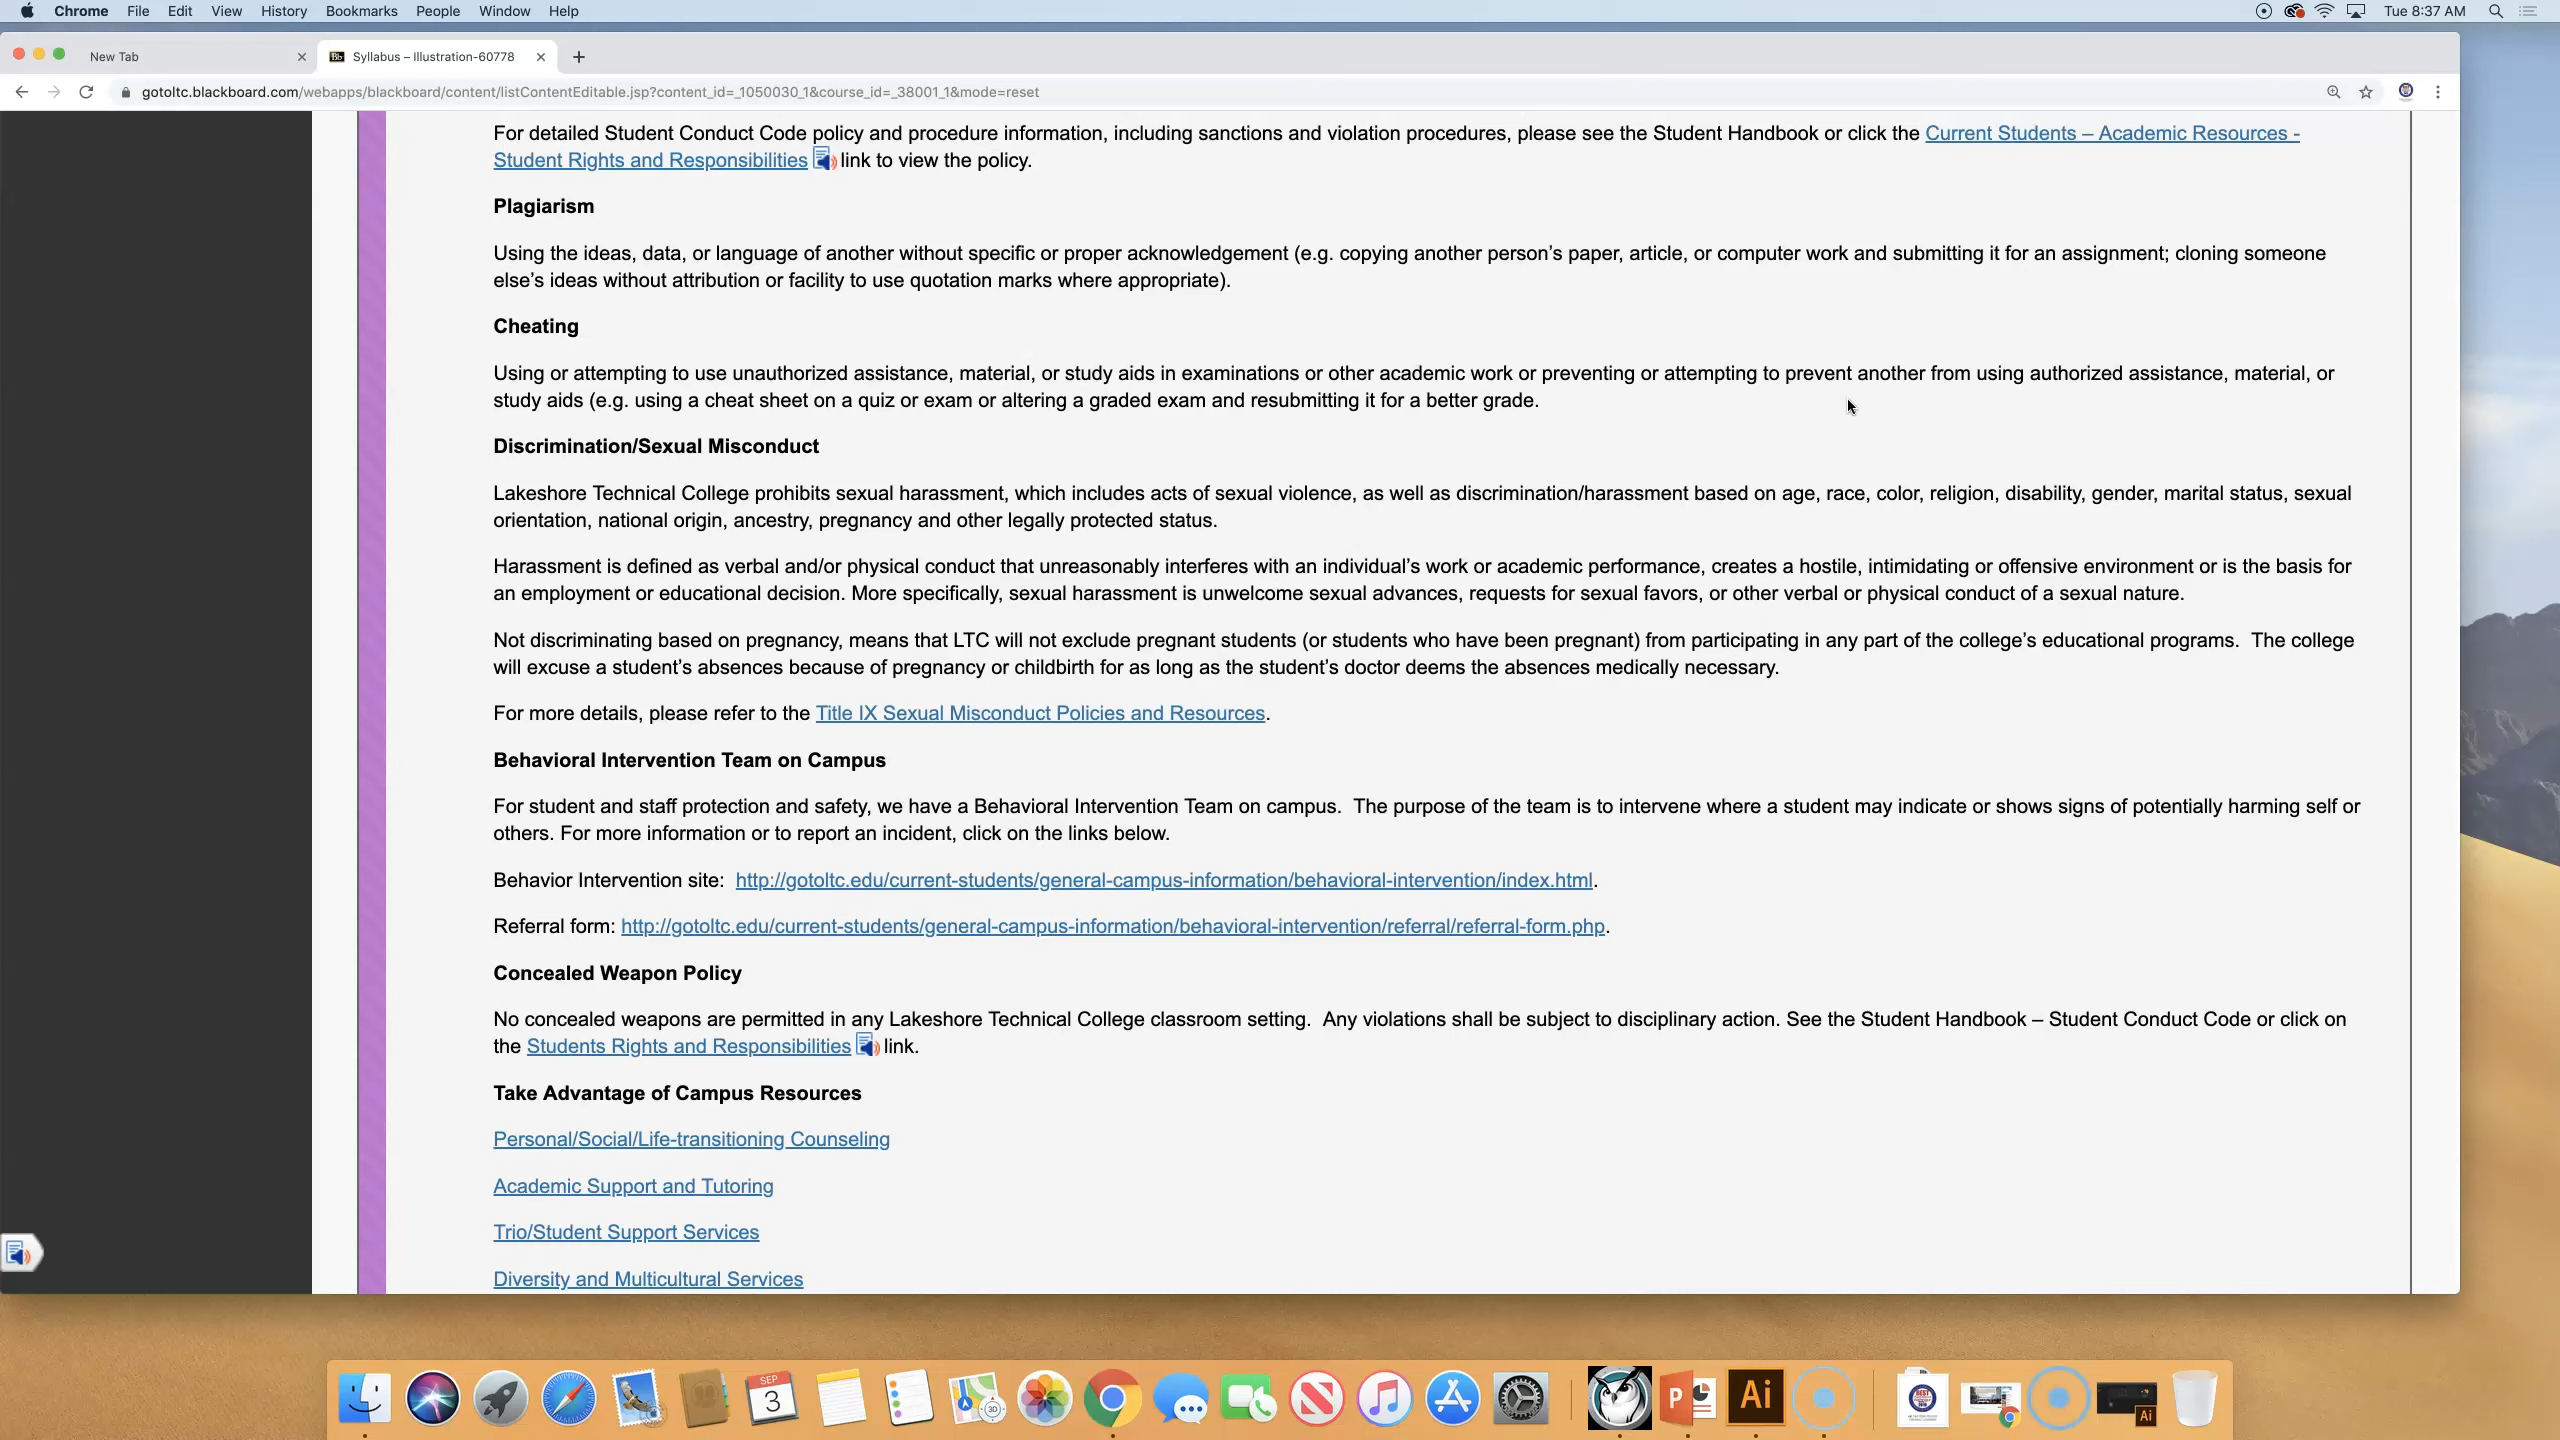 Chrome File Edit View History Bookmarks People Window Help Tue 8:37 AM
New Tab Syllabus – Illustration-60778
gotoltc.blackboard.com/webapps/blackboard/content/listContentEditable.jsp?content_id=_1050030_1&course_id=_38001_1&mode=reset
For detailed Student Conduct Code policy and procedure information, including sanctions and violation procedures, please see the Student Handbook or click the Current Students – Academic Resources -
Student Rights and Responsibilities link to view the policy.
Plagiarism
Using the ideas, data, or language of another without specific or proper acknowledgement (e.g. copying another person’s paper, article, or computer work and submitting it for an assignment; cloning someone
else’s ideas without attribution or facility to use quotation marks where appropriate).
Cheating
Using or attempting to use unauthorized assistance, material, or study aids in examinations or other academic work or preventing or attempting to prevent another from using authorized assistance, material, or
study aids (e.g. using a cheat sheet on a quiz or exam or altering a graded exam and resubmitting it for a better grade.
Discrimination/Sexual Misconduct
Lakeshore Technical College prohibits sexual harassment, which includes acts of sexual violence, as well as discrimination/harassment based on age, race, color, religion, disability, gender, marital status, sexual
orientation, national origin, ancestry, pregnancy and other legally protected status.
Harassment is defined as verbal and/or physical conduct that unreasonably interferes with an individual’s work or academic performance, creates a hostile, intimidating or offensive environment or is the basis for
an employment or educational decision. More specifically, sexual harassment is unwelcome sexual advances, requests for sexual favors, or other verbal or physical conduct of a sexual nature.
Not discriminating based on pregnancy, means that LTC will not exclude pregnant students (or students who have been pregnant) from participating in any part of the college’s educational programs. The college
will excuse a student’s absences because of pregnancy or childbirth for as long as the student’s doctor deems the absences medically necessary.
For more details, please refer to the Title IX Sexual Misconduct Policies and Resources.
Behavioral Intervention Team on Campus
For student and staff protection and safety, we have a Behavioral Intervention Team on campus. The purpose of the team is to intervene where a student may indicate or shows signs of potentially harming self or
others. For more information or to report an incident, click on the links below.
Behavior Intervention site: http://gotoltc.edu/current-students/general-campus-information/behavioral-intervention/index.html.
Referral form: http://gotoltc.edu/current-students/general-campus-information/behavioral-intervention/referral/referral-form.php.
Concealed Weapon Policy
No concealed weapons are permitted in any Lakeshore Technical College classroom setting. Any violations shall be subject to disciplinary action. See the Student Handbook – Student Conduct Code or click on
the Students Rights and Responsibilities link.
Take Advantage of Campus Resources
Personal/Social/Life-transitioning Counseling
Academic Support and Tutoring
Trio/Student Support Services
Diversity and Multicultural Services
SEP
3
3D
P
Ai
BEST
Ai